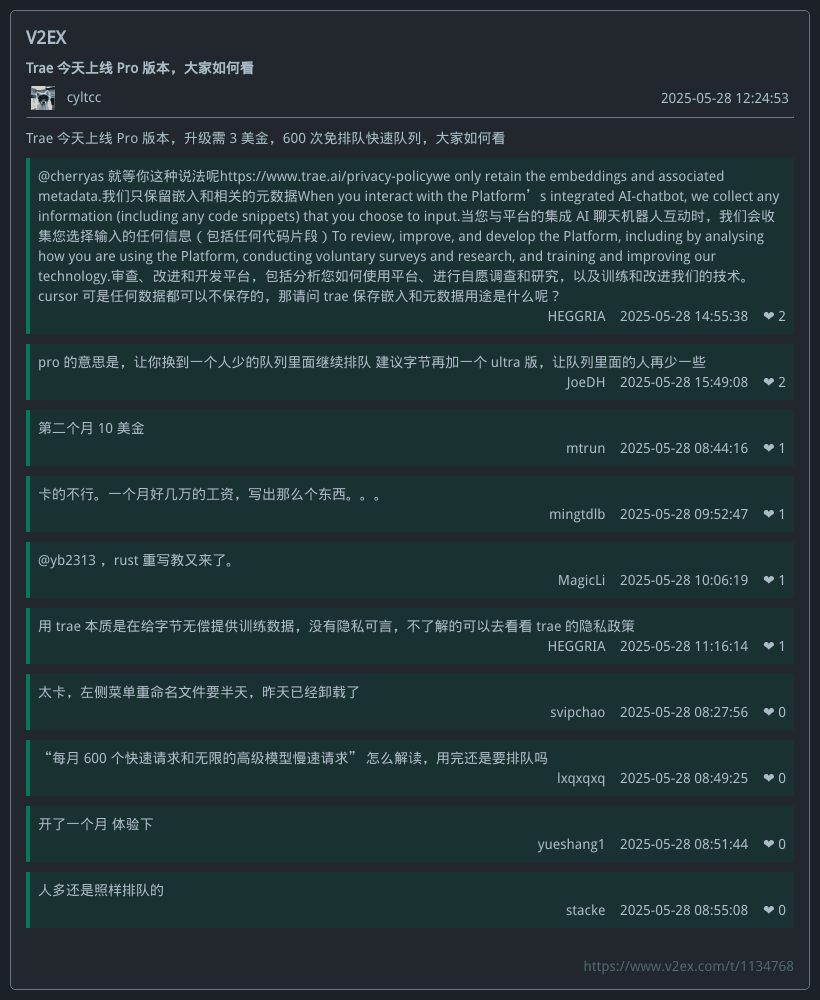 V2EX
Trae 今天上线 Pro 版本，大家如何看
cyltcc 2025-05-28 12:24:53
Trae 今天上线 Pro 版本，升级需 3 美金，600 次免排队快速队列，大家如何看
@cherryas 就等你这种说法呢https://www.trae.ai/privacy-policywe only retain the embeddings and associated
metadata.我们只保留嵌入和相关的元数据When you interact with the Platform’s integrated AI-chatbot, we collect any
information (including any code snippets) that you choose to input.当您与平台的集成 AI 聊天机器人互动时，我们会收
集您选择输入的任何信息（包括任何代码片段）To review, improve, and develop the Platform, including by analysing
how you are using the Platform, conducting voluntary surveys and research, and training and improving our
technology.审查、改进和开发平台，包括分析您如何使用平台、进行自愿调查和研究，以及训练和改进我们的技术。
cursor 可是任何数据都可以不保存的，那请问 trae 保存嵌入和元数据用途是什么呢？
HEGGRIA 2025-05-28 14:55:38 ❤ 2
pro 的意思是，让你换到一个人少的队列里面继续排队 建议字节再加一个 ultra 版，让队列里面的人再少一些
JoeDH 2025-05-28 15:49:08 ❤ 2
第二个月 10 美金
mtrun 2025-05-28 08:44:16 ❤ 1
卡的不行。一个月好几万的工资，写出那么个东西。。。
mingtdlb 2025-05-28 09:52:47 ❤ 1
@yb2313 ，rust 重写教又来了。
MagicLi 2025-05-28 10:06:19 ❤ 1
用 trae 本质是在给字节无偿提供训练数据，没有隐私可言，不了解的可以去看看 trae 的隐私政策
HEGGRIA 2025-05-28 11:16:14 ❤ 1
太卡，左侧菜单重命名文件要半天，昨天已经卸载了
svipchao 2025-05-28 08:27:56 ❤ 0
“每月 600 个快速请求和无限的高级模型慢速请求” 怎么解读，用完还是要排队吗
lxqxqxq 2025-05-28 08:49:25 ❤ 0
开了一个月 体验下
yueshang1 2025-05-28 08:51:44 ❤ 0
人多还是照样排队的
stacke 2025-05-28 08:55:08 ❤ 0
https://www.v2ex.com/t/1134768